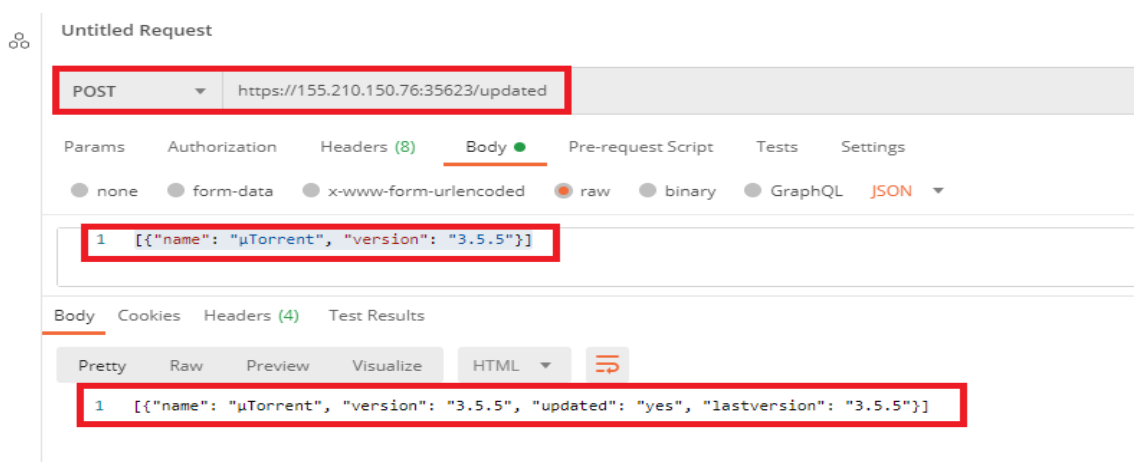 Untitled Request
POST https://155.210.150.76:35623/updated
Params Authorization Headers (8) Body Pre-request Script Tests Settings
none form-data x-www-form-urlencoded raw binary GraphQL JSON
1 [{"name": "µTorrent", "version": "3.5.5"}]
Body Cookies Headers (4) Test Results
Pretty Raw Preview Visualize HTML
1 [{"name": "µTorrent", "version": "3.5.5", "updated": "yes", "lastversion": "3.5.5"}]